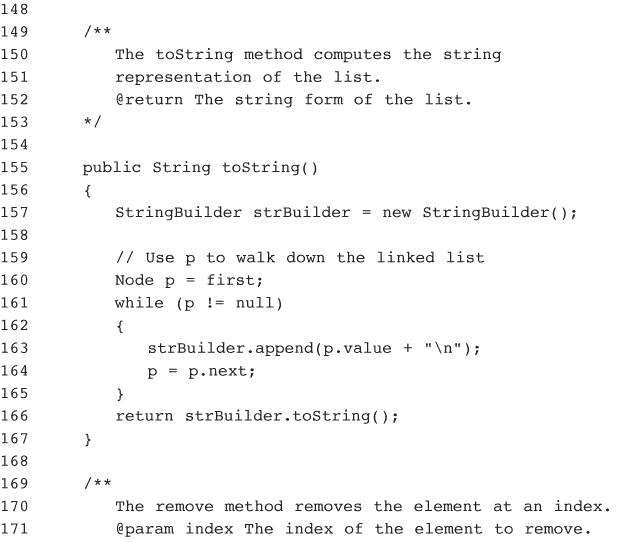 148
149 /**
150 The toString method computes the string
151 representation of the list.
152 @return The string form of the list.
153 */
154
155 public String toString()
156 {
157 StringBuilder strBuilder = new StringBuilder();
158
159 // Use p to walk down the linked list
160 Node p = first;
161 while (p != null)
162 {
163 strBuilder.append(p.value + "\n");
164 p = p.next;
165 }
166 return strBuilder.toString();
167 }
168
169 /**
170 The remove method removes the element at an index.
171 @param index The index of the element to remove.